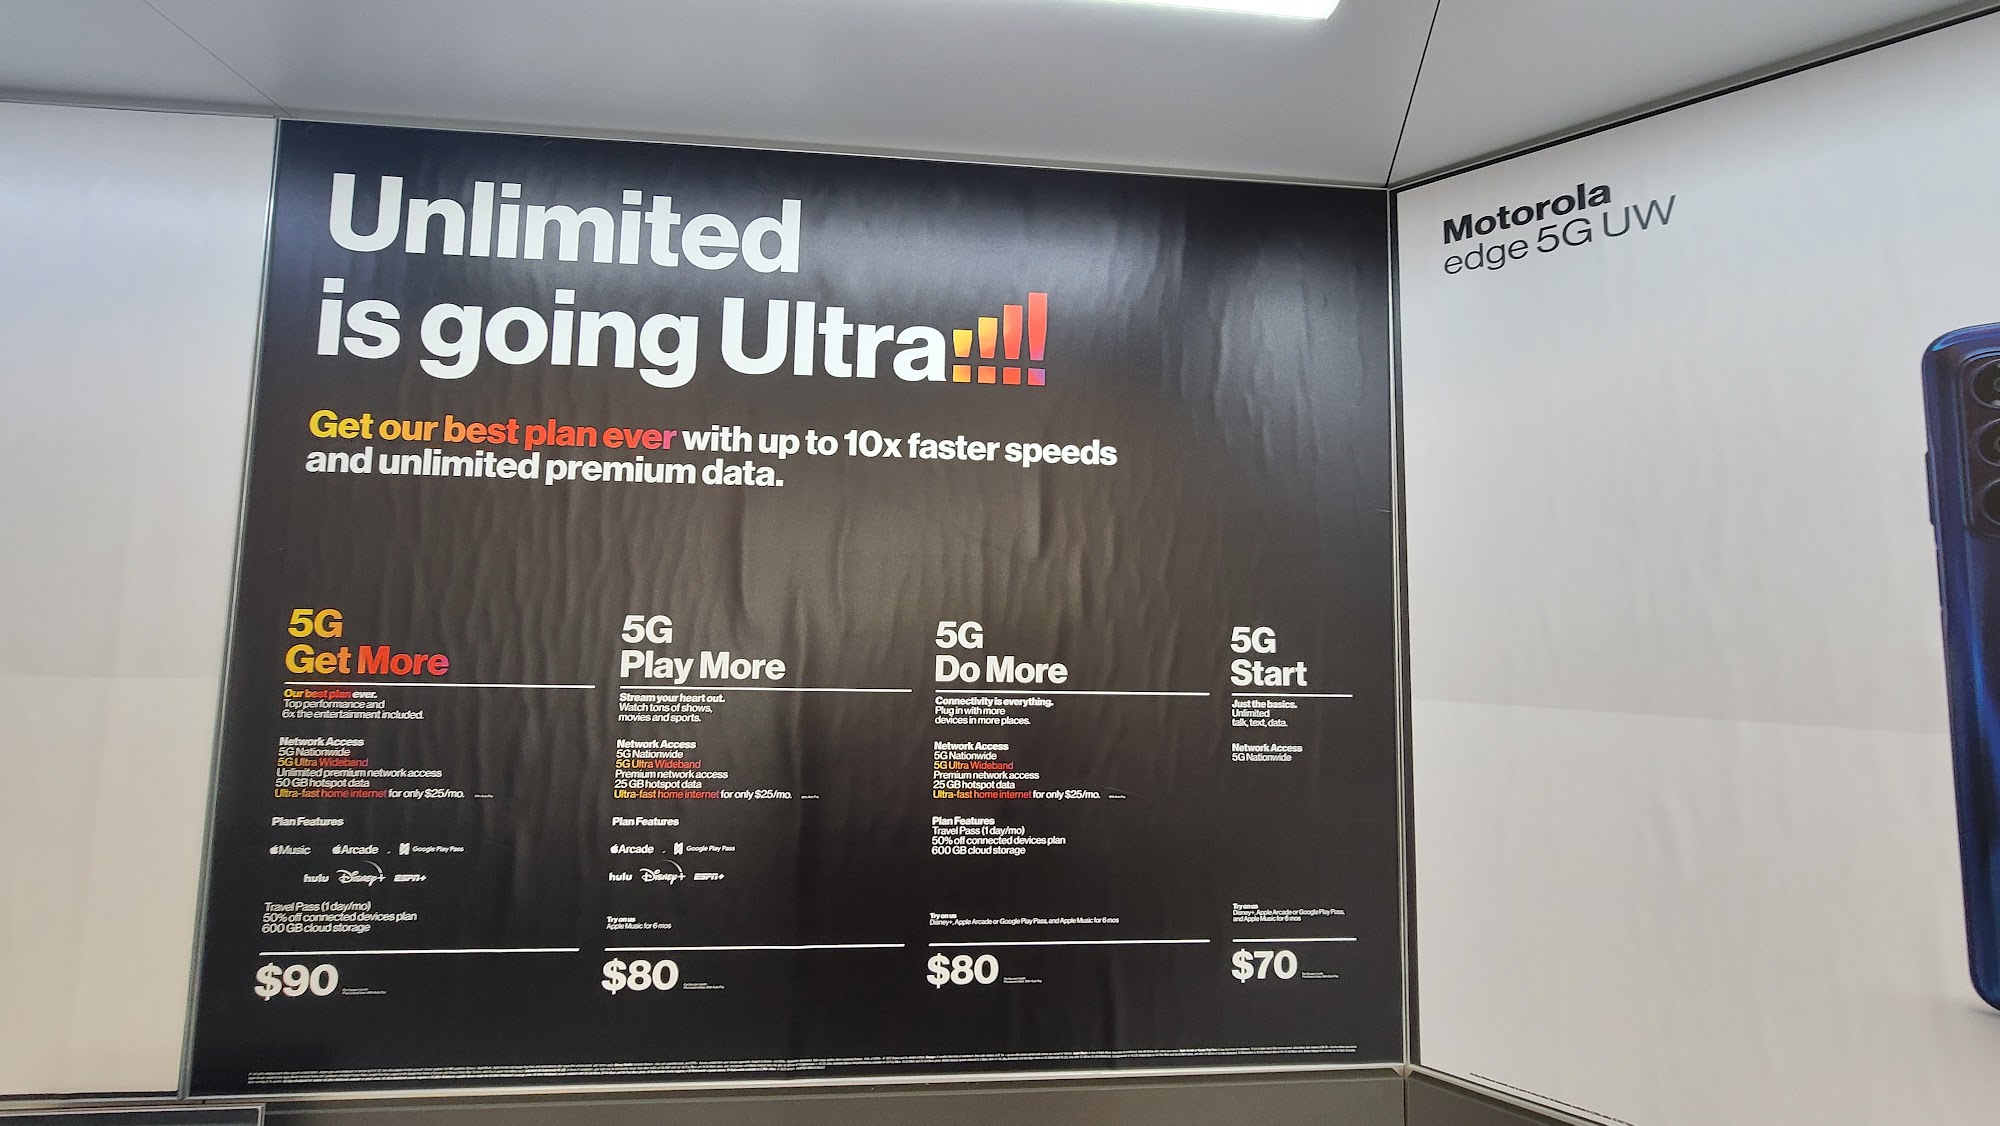 Unlimited
is going Ultra!!!!
Get our best plan ever with up to 10x faster speeds
and unlimited premium data.
5G
Get More
Our best plan ever.
Top performance and
6x the entertainment included.
Network Access
5G Nationwide
5G Ultra Wideband
Unlimited premium network access
50 GB hotspot data
Ultra-fast home internet for only $25/mo.
Plan Features
Music
Arcade
Google Play Pass
hulu
Disney+
ESPN+
Travel Pass (1 day/mo)
50% off connected devices plan
600 GB cloud storage
$90
5G
Play More
Stream your heart out.
Watch tons of shows,
movies and sports.
Network Access
5G Nationwide
5G Ultra Wideband
Premium network access
25 GB hotspot data
Ultra-fast home internet for only $25/mo.
Plan Features
Arcade
Google Play Pass
hulu
Disney+
ESPN+
Try on us
Apple Music for 6 mos
$80
5G
Do More
Connectivity is everything.
Plug in with more
devices in more places.
Network Access
5G Nationwide
5G Ultra Wideband
Premium network access
25 GB hotspot data
Ultra-fast home internet for only $25/mo.
Plan Features
Travel Pass (1 day/mo)
50% off connected devices plan
600 GB cloud storage
Try on us
Disney+, Apple Arcade or Google Play Pass, and Apple Music for 6 mos
$80
5G
Start
Just the basics.
Unlimited
talk, text, data.
Network Access
5G Nationwide
Try on us
Disney+, Apple Arcade or Google Play Pass,
and Apple Music for 6 mos
$70
Motorola
edge 5G UW